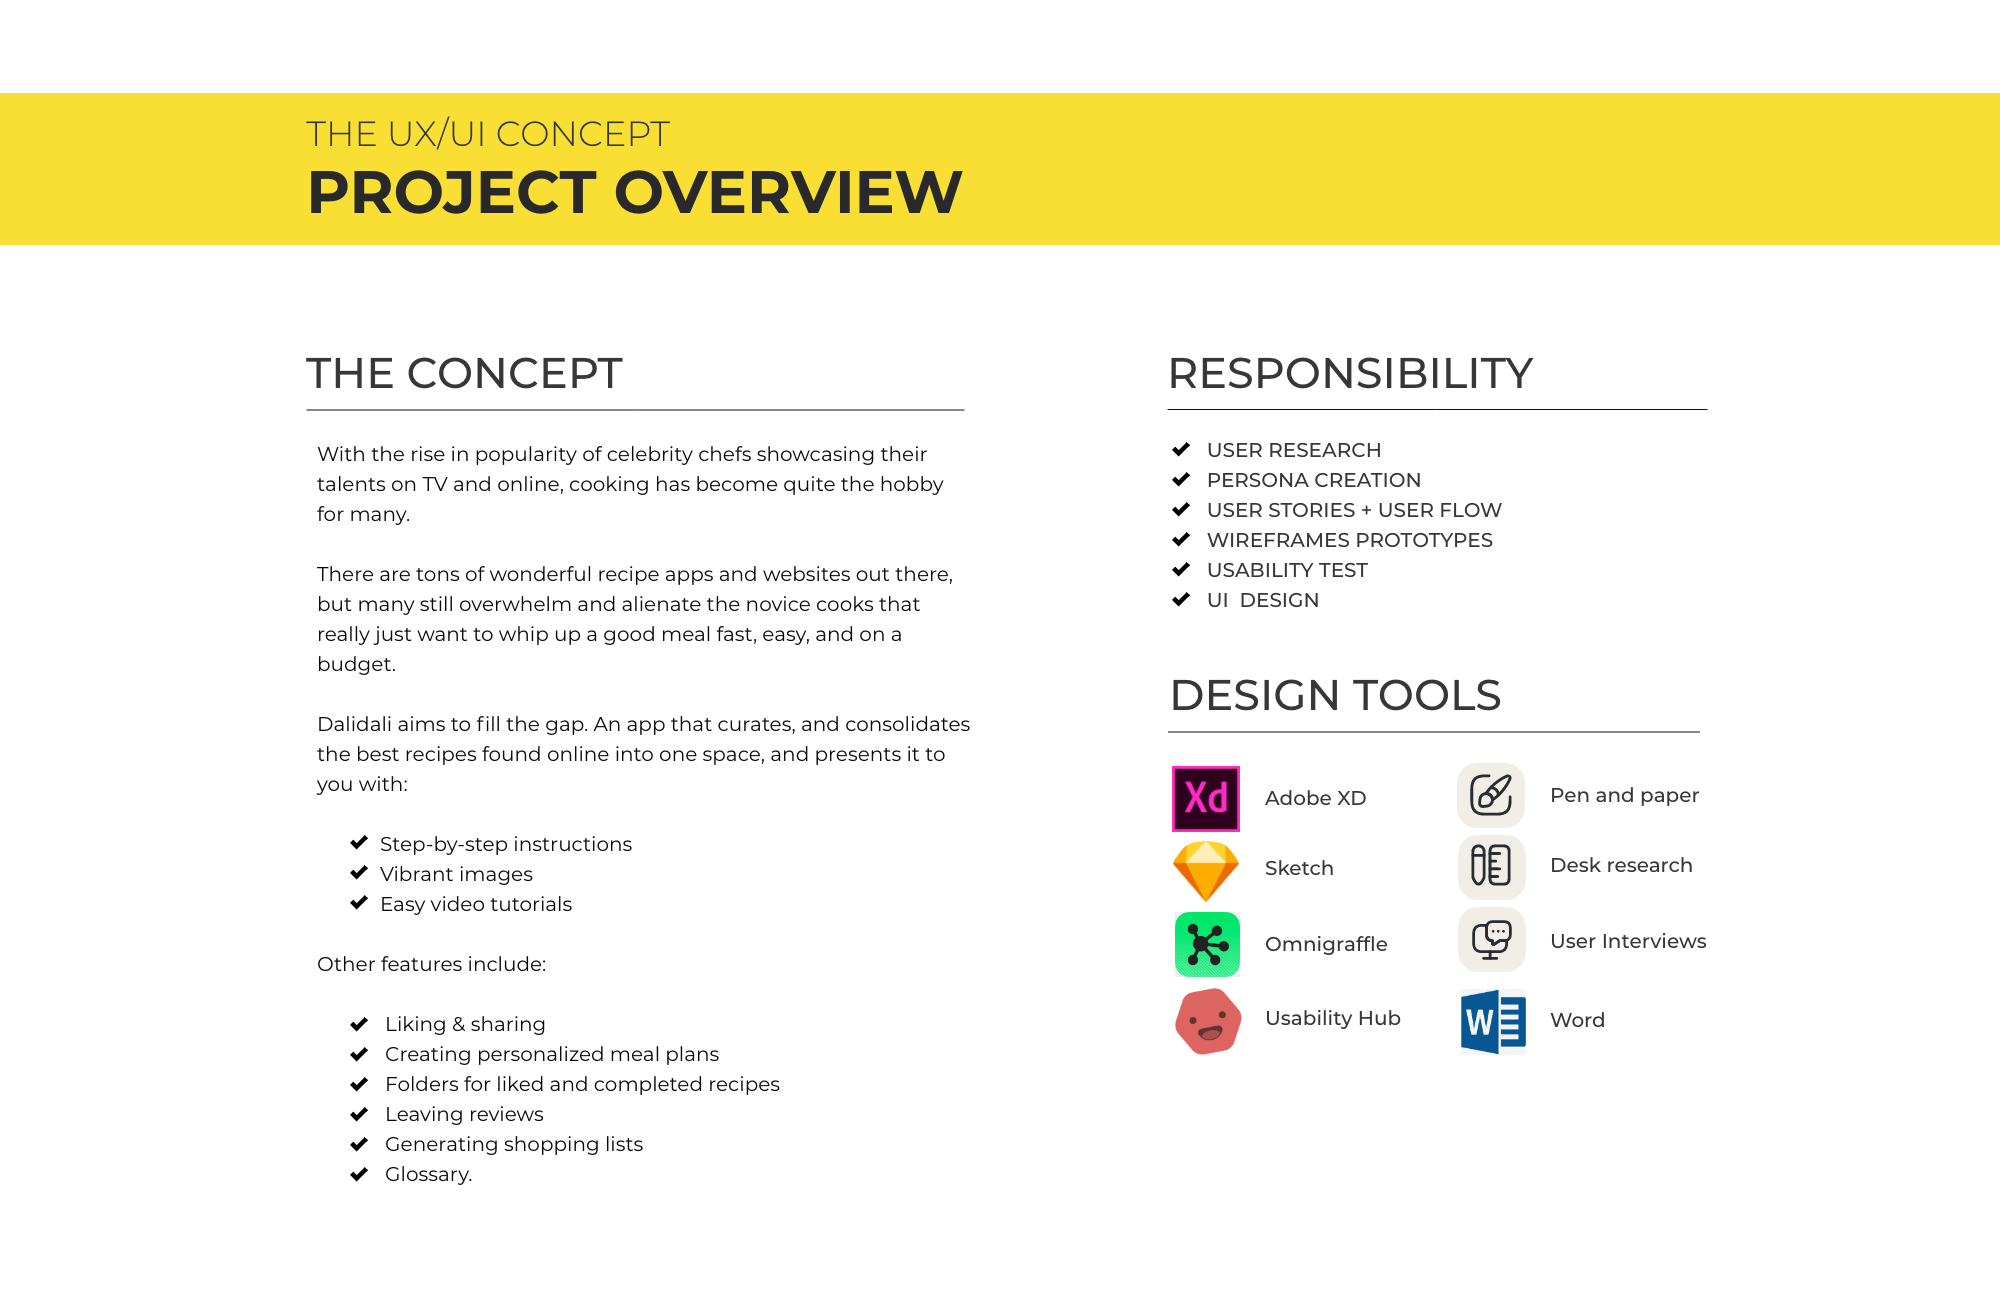 THE UX/UI CONCEPT
PROJECT OVERVIEW
THE CONCEPT
With the rise in popularity of celebrity chefs showcasing their
talents on TV and online, cooking has become quite the hobby
for many.
There are tons of wonderful recipe apps and websites out there,
but many still overwhelm and alienate the novice cooks that
really just want to whip up a good meal fast, easy, and on a
budget.
Dalidali aims to fill the gap. An app that curates, and consolidates
the best recipes found online into one space, and presents it to
you with:
Step-by-step instructions
Vibrant images
Easy video tutorials
Other features include:
Liking & sharing
Creating personalized meal plans
Folders for liked and completed recipes
Leaving reviews
Generating shopping lists
Glossary.
RESPONSIBILITY
USER RESEARCH
PERSONA CREATION
USER STORIES + USER FLOW
WIREFRAMES PROTOTYPES
USABILITY TEST
UI  DESIGN
DESIGN TOOLS
Xd Adobe XD
Sketch
Omnigraffle
Usability Hub
Pen and paper
Desk research
User Interviews
W Word